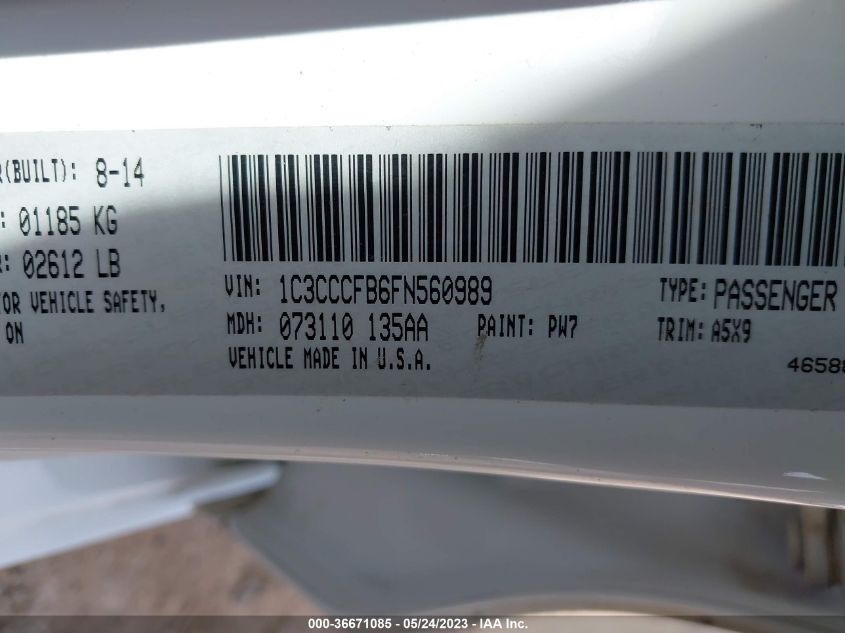 R(BUILT): 8-14
: 01185 KG
R: 02612 LB
OR VEHICLE SAFETY,
ON
VIN: 1C3CCCFB6FN560989
TYPE: PASSENGER
MDH: 073110 135AA
PAINT: PW7
TRIM: A5X9
VEHICLE MADE IN U.S.A.
4658
000-36671085 - 05/24/2023 - IAA Inc.